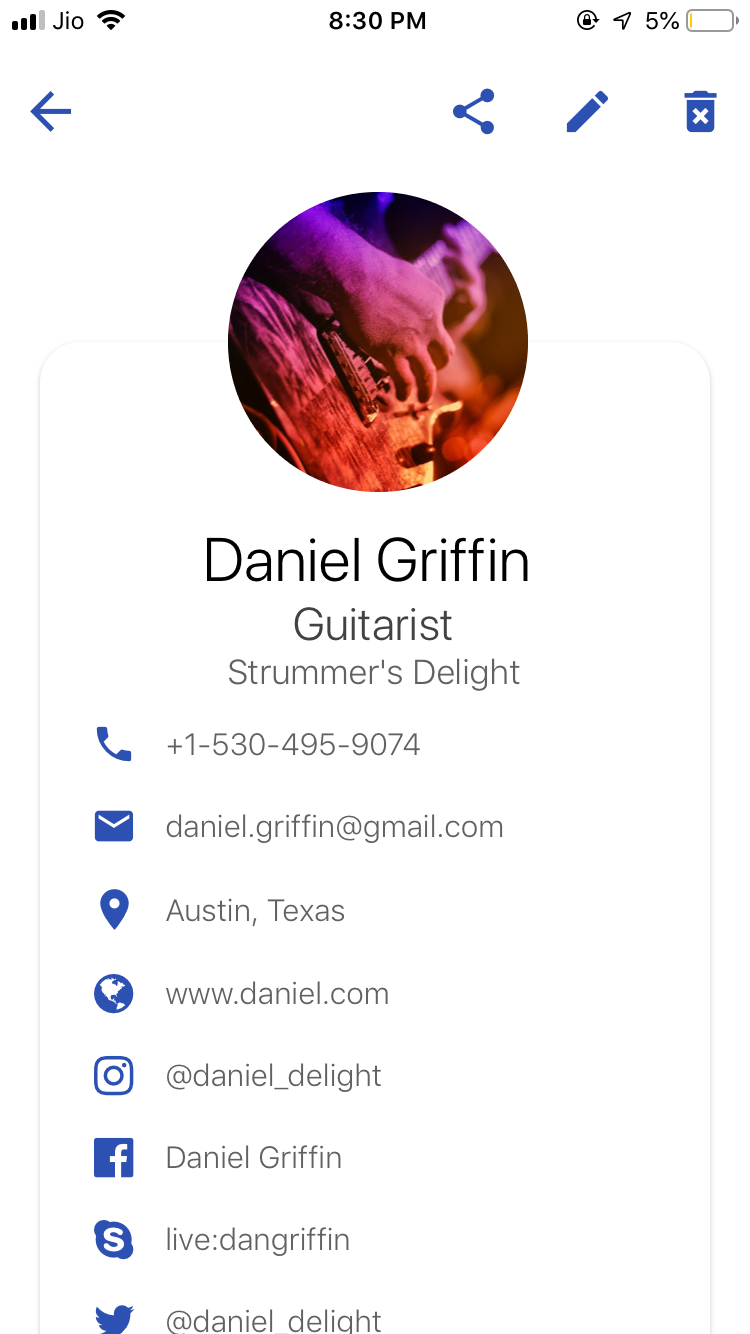 Jio 8:30 PM 5%
Daniel Griffin
Guitarist
Strummer's Delight
+1-530-495-9074
daniel.griffin@gmail.com
Austin, Texas
www.daniel.com
@daniel_delight
Daniel Griffin
live:dangriffin
@daniel_delight